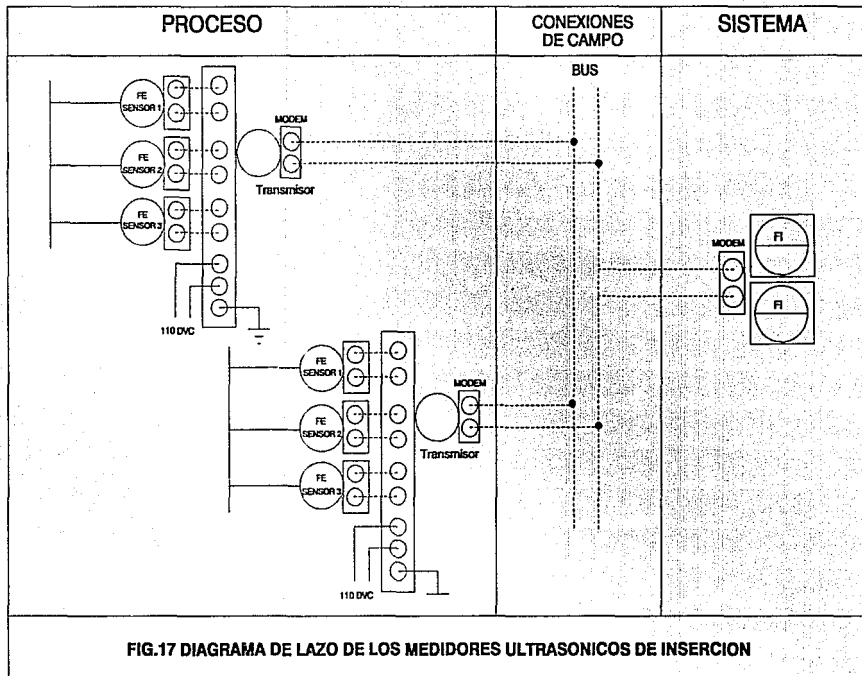 PROCESO
CONEXIONES
DE CAMPO
SISTEMA
BUS
FE
SENSOR 1
FE
SENSOR 2
FE
SENSOR 3
MODEM
Transmisor
110 DVC
MODEM
FI
FI
FE
SENSOR 1
FE
SENSOR 2
FE
SENSOR 3
MODEM
Transmisor
110 DVC
FIG.17 DIAGRAMA DE LAZO DE LOS MEDIDORES ULTRASONICOS DE INSERCION